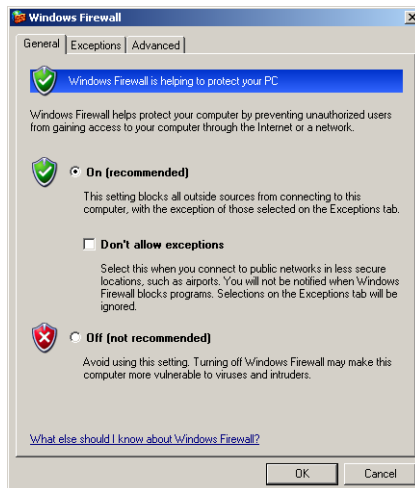 Windows Firewall
General Exceptions Advanced
Windows Firewall is helping to protect your PC
Windows Firewall helps protect your computer by preventing unauthorized users
from gaining access to your computer through the Internet or a network.
On (recommended)
This setting blocks all outside sources from connecting to this
computer, with the exception of those selected on the Exceptions tab.
Don't allow exceptions
Select this when you connect to public networks in less secure
locations, such as airports. You will not be notified when Windows
Firewall blocks programs. Selections on the Exceptions tab will be
ignored.
Off (not recommended)
Avoid using this setting. Turning off Windows Firewall may make this
computer more vulnerable to viruses and intruders.
What else should I know about Windows Firewall?
OK Cancel